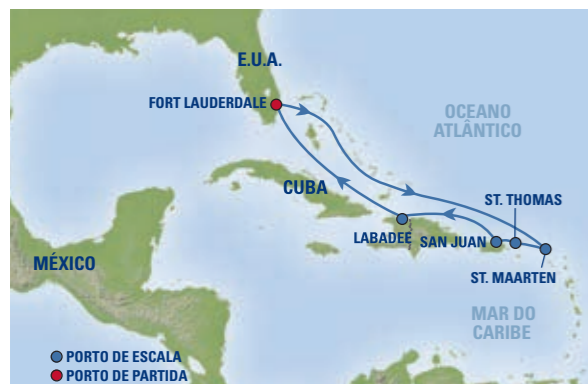 E.U.A.
FORT LAUDERDALE
OCEANO
ATLÂNTICO
CUBA
ST. THOMAS
LABADEE
SAN JUAN
MÉXICO
ST. MAARTEN
MAR DO
CARIBE
PORTO DE ESCALA
PORTO DE PARTIDA